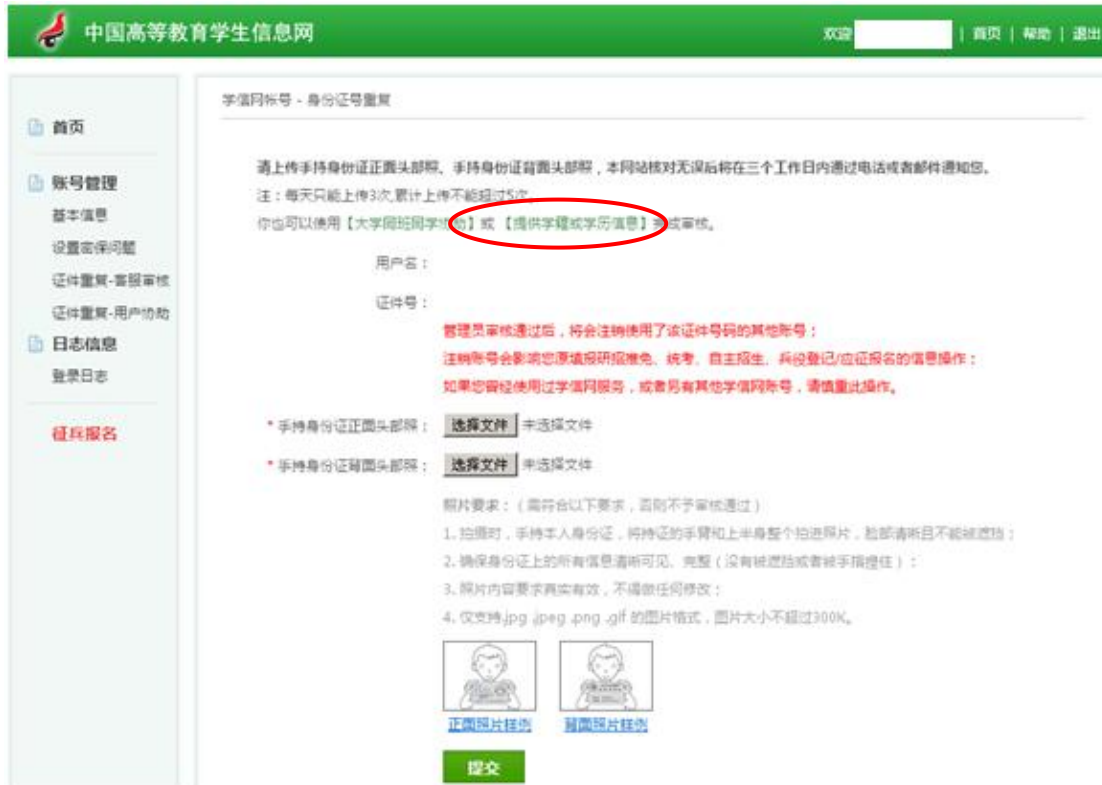 中国高等教育学生信息网
欢迎 | 首页 | 帮助 | 退出
学信网帐号 - 身份证号重复
首页
账号管理
基本信息
设置密保问题
证件重复-客服审核
证件重复-用户协助
日志信息
登录日志
征兵报名
请上传手持身份证正面头部照、手持身份证背面头部照，本网站核对无误后将在三个工作日内通过电话或者邮件通知您。
注：每天只能上传3次,累计上传不能超过5次
你也可以使用【大学同班同学协助】或 【提供学籍或学历信息】完成审核。
用户名：
证件号：
管理员审核通过后，将会注销使用了该证件号码的其他账号；
注销账号会影响您原填报研招推免、统考、自主招生、兵役登记/应征报名的信息操作；
如果您曾经使用过学信网服务，或者另有其他学信网账号，请慎重此操作。
* 手持身份证正面头部照： 选择文件 未选择文件
* 手持身份证背面头部照： 选择文件 未选择文件
照片要求：（需符合以下要求，否则不予审核通过）
1. 拍摄时，手持本人身份证，将持证的手臂和上半身整个拍进照片，脸部清晰且不能被遮挡；
2. 确保身份证上的所有信息清晰可见、完整（没有被遮挡或者被手指捏住）；
3. 照片内容要求真实有效，不得做任何修改；
4. 仅支持.jpg .jpeg .png .gif 的图片格式，图片大小不超过300K。
正面照片样例 背面照片样例
提交